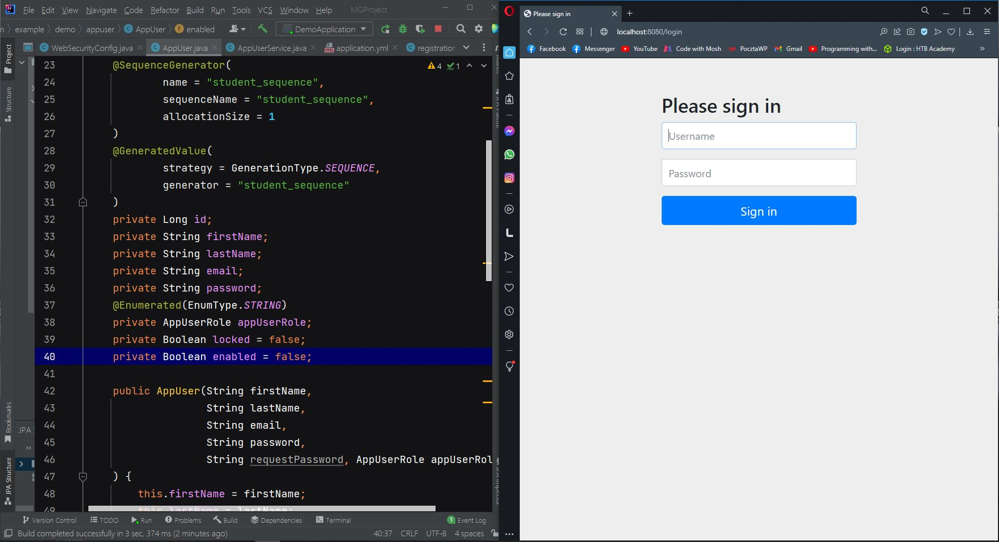 File Edit View Navigate Code Refactor Build Run Tools VCS Window Help MGProject
example demo appuser AppUser enabled DemoApplication
WebSecurityConfig.java AppUser.java AppUserService.java application.yml registration
Project
Structure
Bookmarks
JPA Structure
JPA
4 1
23 @SequenceGenerator(
24 name = "student_sequence",
25 sequenceName = "student_sequence",
26 allocationSize = 1
27 )
28 @GeneratedValue(
29 strategy = GenerationType.SEQUENCE,
30 generator = "student_sequence"
31 )
32 private Long id;
33 private String firstName;
34 private String lastName;
35 private String email;
36 private String password;
37 @Enumerated(EnumType.STRING)
38 private AppUserRole appUserRole;
39 private Boolean locked = false;
40 private Boolean enabled = false;
41
42 public AppUser(String firstName,
43 String lastName,
44 String email,
45 String password,
46 String requestPassword, AppUserRole appUserRol
47 ) {
48 this.firstName = firstName;
49 this.lastName = lastName;
Version Control TODO Run Problems Build Dependencies Terminal 1 Event Log
Build completed successfully in 3 sec, 374 ms (2 minutes ago) 40:37 CRLF UTF-8 4 spaces
Please sign in
localhost:8080/login
Facebook Messenger YouTube Code with Mosh PocztaWP Gmail Programming with... Login : HTB Academy
Please sign in
Username
Password
Sign in